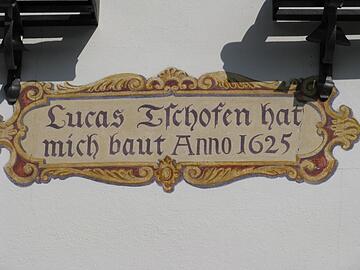 Lucas Tschofen hat
mich baut Anno 1625